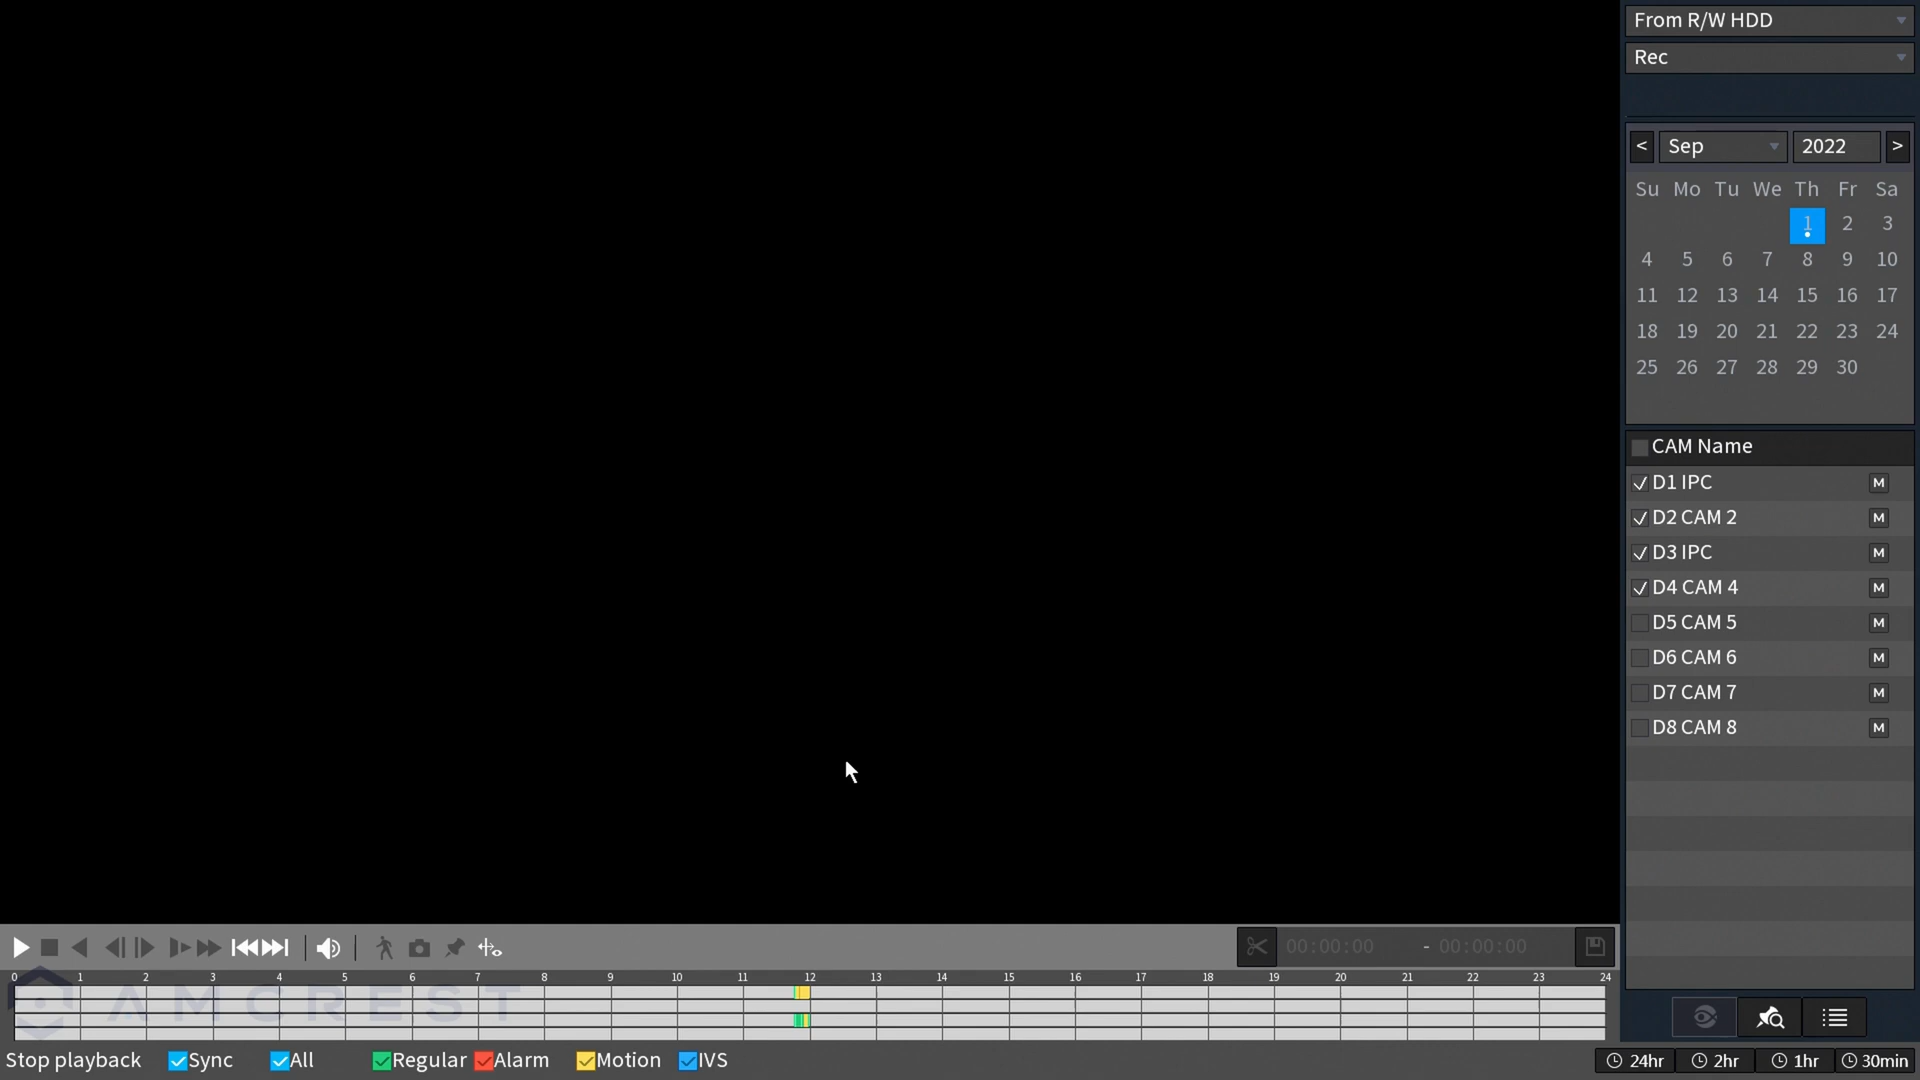 From R/W HDD
Rec
< Sep 2022 >
Su Mo Tu We Th Fr Sa
1 2 3
4 5 6 7 8 9 10
11 12 13 14 15 16 17
18 19 20 21 22 23 24
25 26 27 28 29 30
CAM Name
D1 IPC M
D2 CAM 2 M
D3 IPC M
D4 CAM 4 M
D5 CAM 5 M
D6 CAM 6 M
D7 CAM 7 M
D8 CAM 8 M
00:00:00 - 00:00:00
0 1 2 3 4 5 6 7 8 9 10 11 12 13 14 15 16 17 18 19 20 21 22 23 24
AMCREST
Stop playback Sync All Regular Alarm Motion IVS
24hr 2hr 1hr 30min